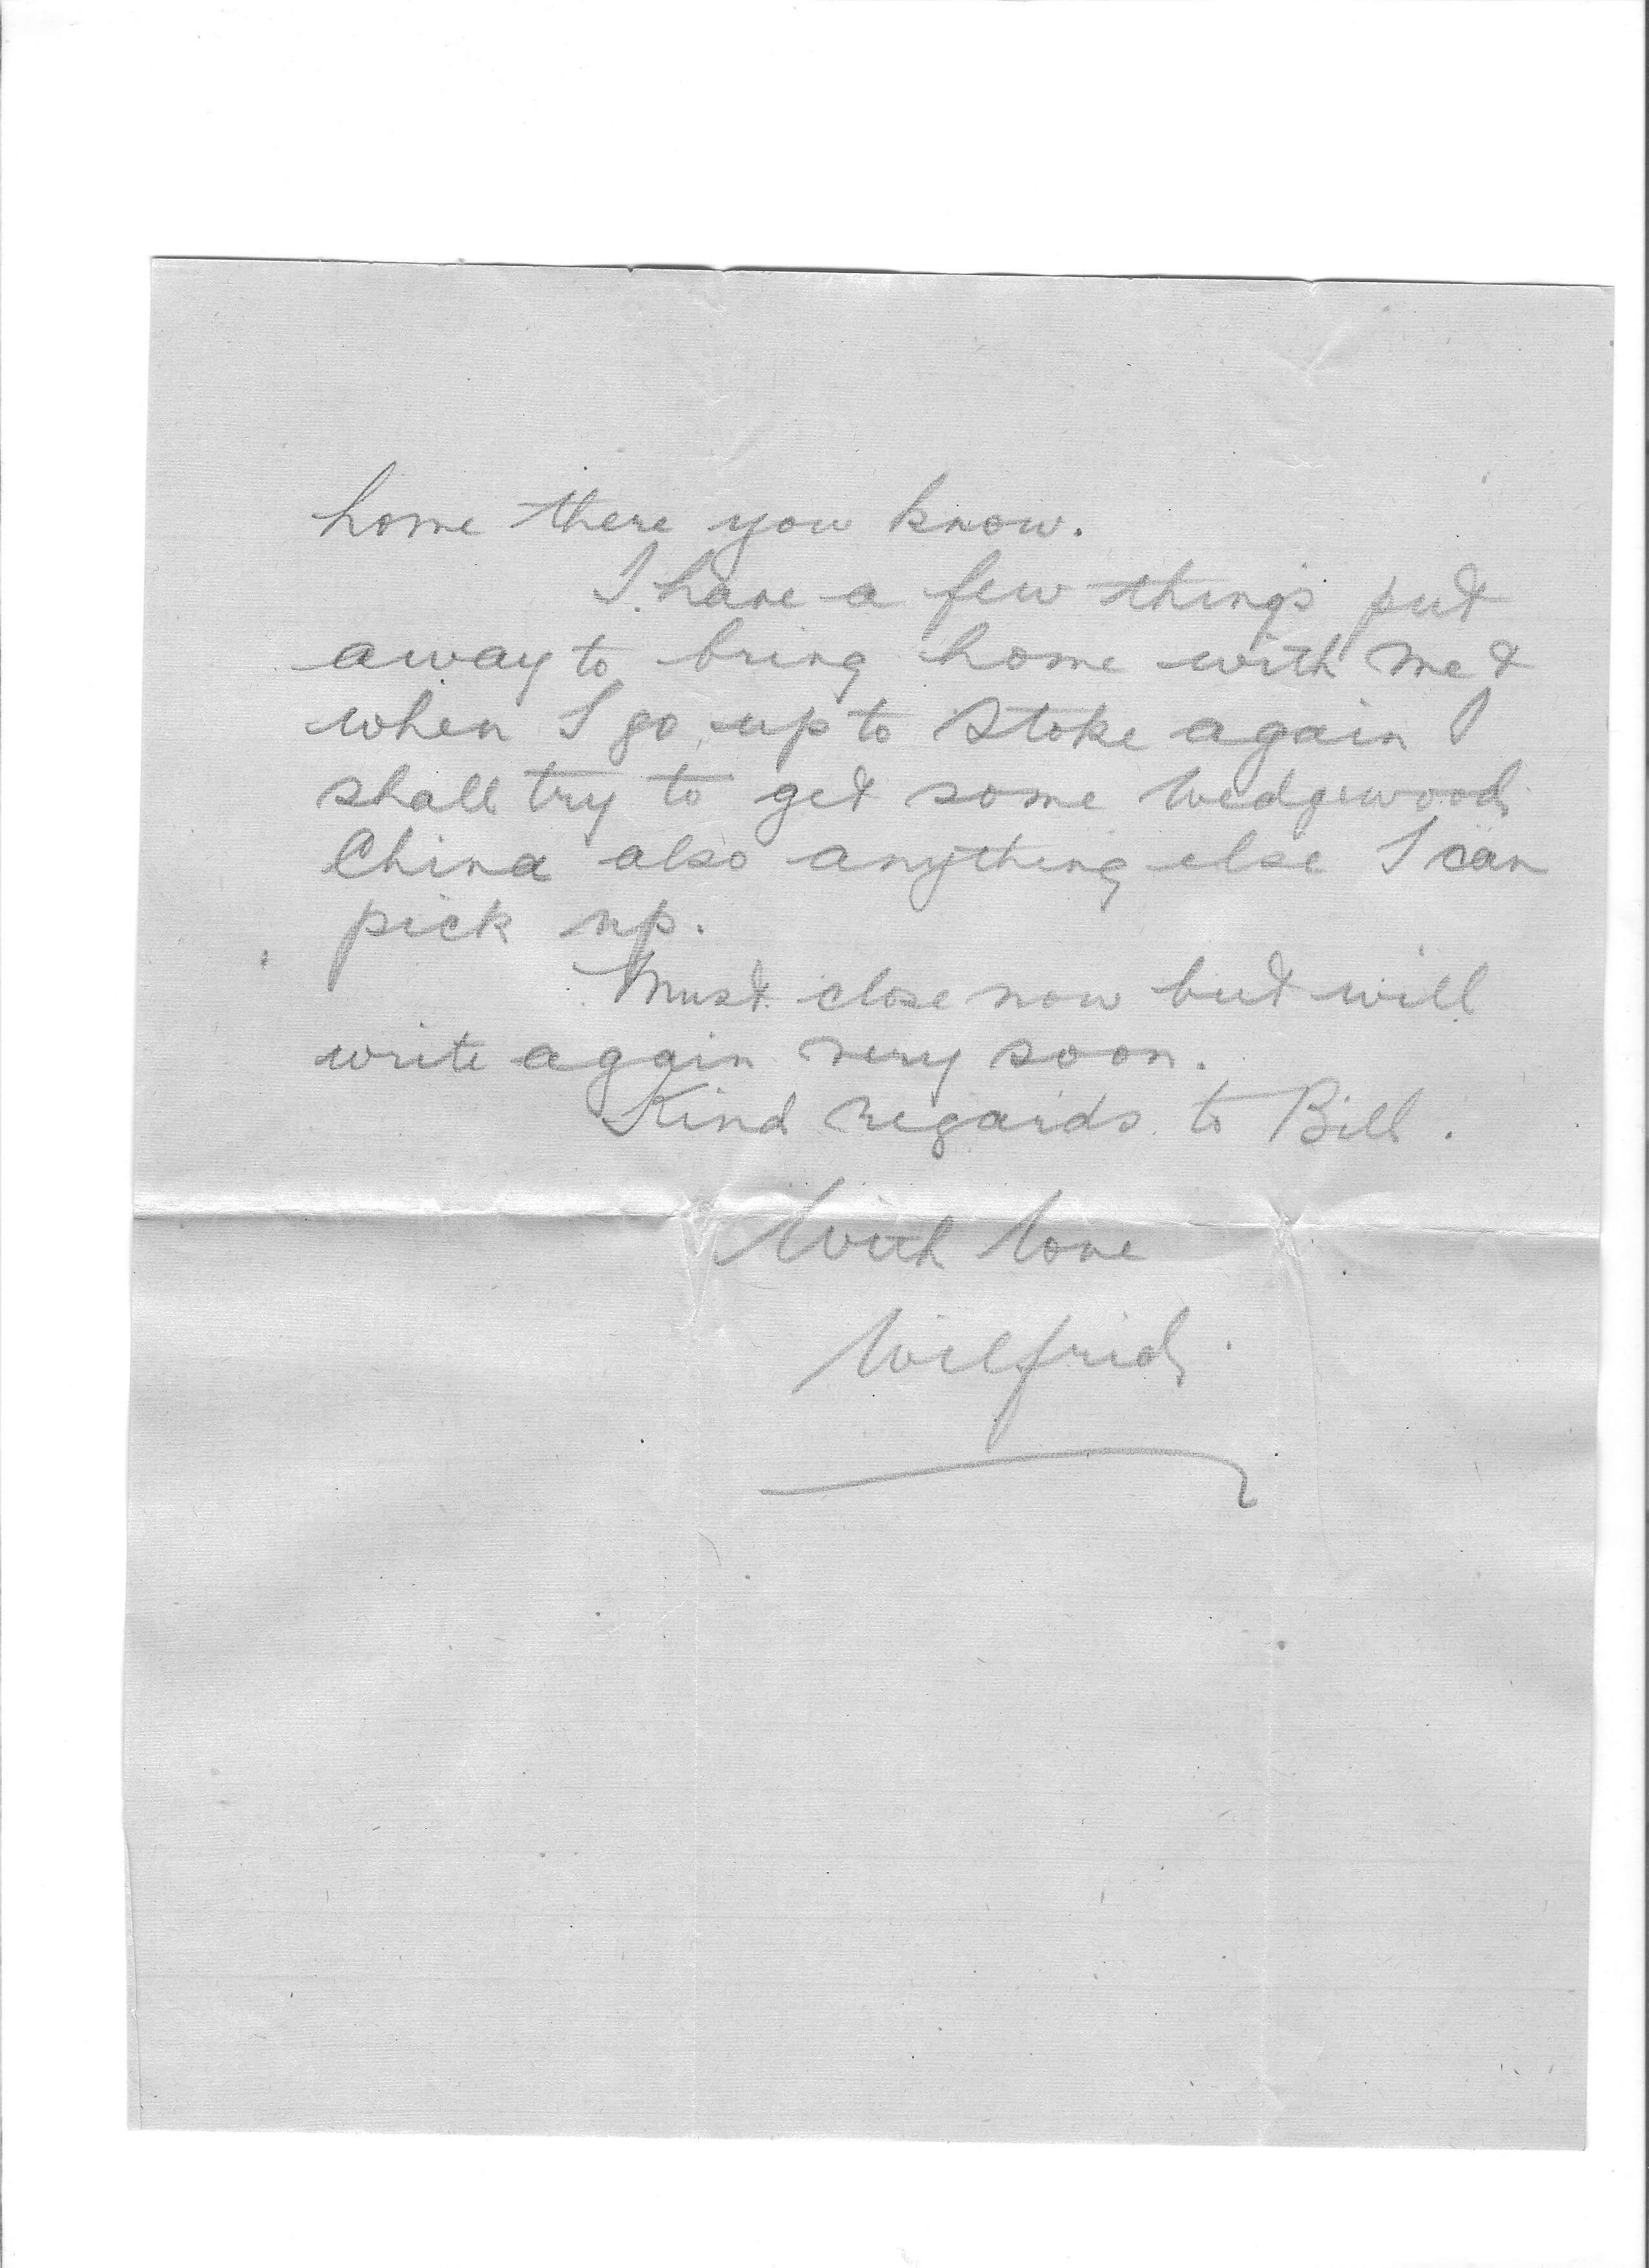 home there you know.
I have a few things put
away to bring home with me &
when I go up to Stoke again I
shall try to get some Wedgewood
China also anything else I can
pick up.
Must close now but will
write again very soon.
Kind regards to Bill.
With Love
Wilfrid